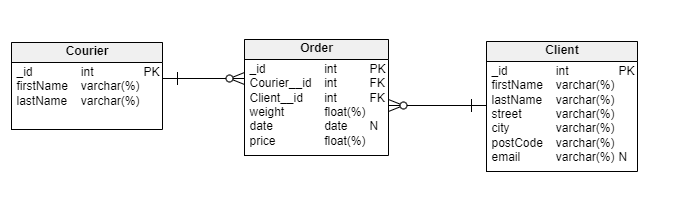 Courier
_id int PK
firstName varchar(%)
lastName varchar(%)
Order
_id int PK
Courier__id int FK
Client__id int FK
weight float(%)
date date N
price float(%)
Client
_id int PK
firstName varchar(%)
lastName varchar(%)
street varchar(%)
city varchar(%)
postCode varchar(%)
email varchar(%) N